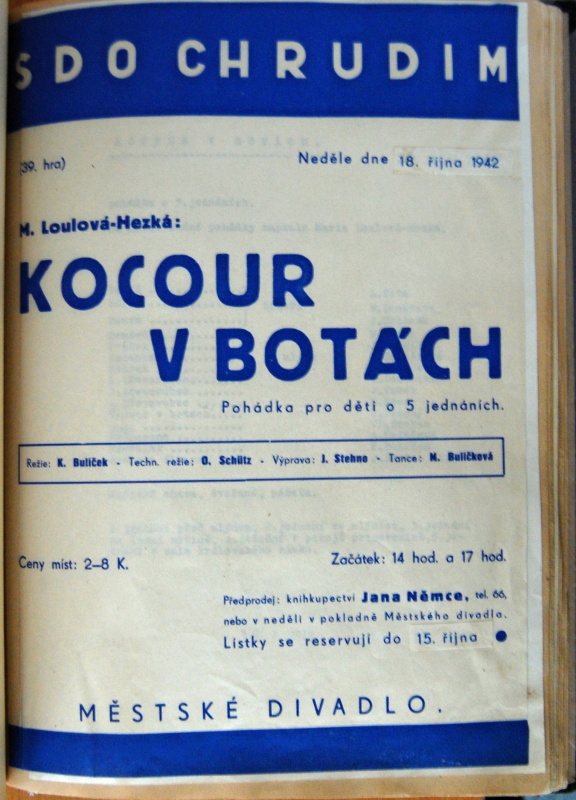 SDO CHRUDIM
(39. hra)
Neděle dne 18. října 1942
M. Loulová-Hezká:
KOCOUR
V BOTÁCH
Pohádka pro děti o 5 jednáních.
Režie: K. Bulíček - Techn. režie: O. Schütz - Výprava: J. Stehno - Tance: M. Bulíčková
Ceny míst: 2-8 K.
Začátek: 14 hod. a 17 hod.
Předprodej: knihkupectví Jana Němce, tel. 66,
nebo v neděli v pokladně Městského divadla.
Lístky se reservují do 15. října ●
MĚSTSKÉ DIVADLO.